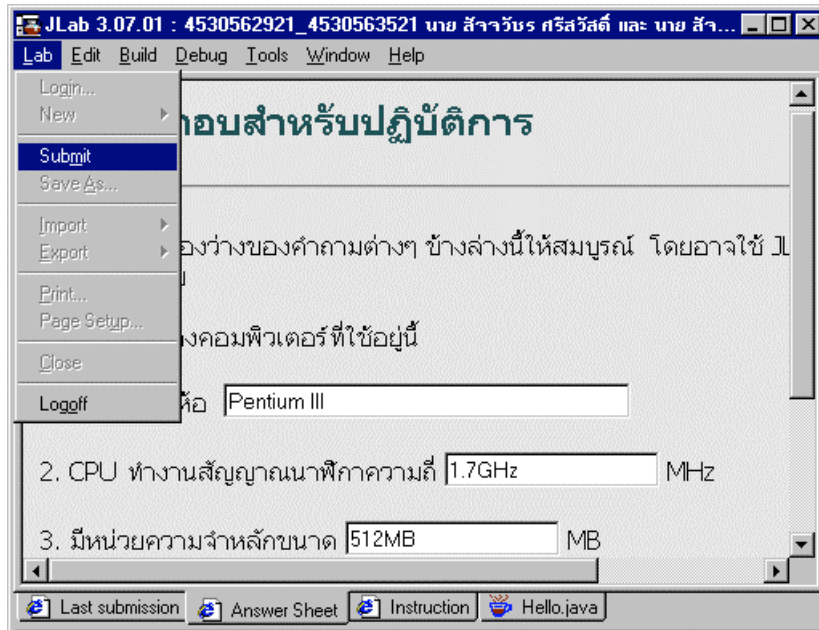 JLab 3.07.01 : 4530562921_4530563521 นาย สัจจวัชร ศรีสวัสดิ์ และ นาย สัจ...
Lab Edit Build Debug Tools Window Help
Login...
New
Submit
Save As...
Import
Export
Print...
Page Setup...
Close
Logoff
อบสำหรับปฏิบัติการ
องว่างของคำถามต่างๆ ข้างล่างนี้ให้สมบูรณ์ โดยอาจใช้ JL
งคอมพิวเตอร์ที่ใช้อยู่นี้
ห้อ Pentium III
2. CPU ทำงานสัญญาณนาฬิกาความถี่ 1.7GHz MHz
3. มีหน่วยความจำหลักขนาด 512MB MB
Last submission Answer Sheet Instruction Hello.java